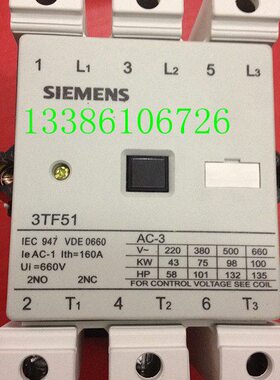 1 L1 3 L2 5 L3
SIEMENS
13386106726
3TF51
IEC 947 VDE 0660
Ie AC-1 Ith=160A
Ui=660V
2NO 2NC
AC-3
V~ 220 380 500 660
KW 43 75 98 100
HP 58 101 132 135
FOR CONTROL VOLTAGE SEE COIL
2 T1 4 T2 6 T3